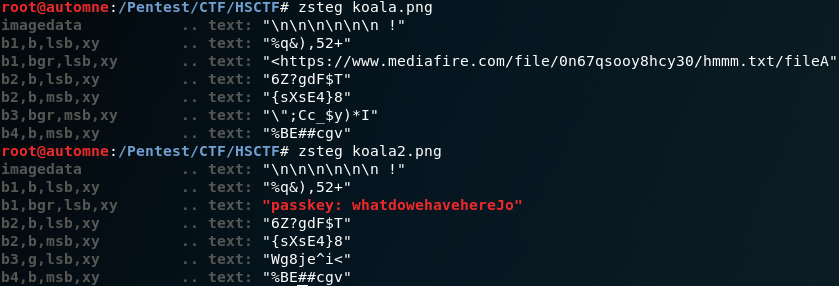 root@automne:/Pentest/CTF/HSCTF# zsteg koala.png
imagedata .. text: "\n\n\n\n\n\n !"
b1,b,lsb,xy .. text: "%q&),52+"
b1,bgr,lsb,xy .. text: "<https://www.mediafire.com/file/0n67qsooy8hcy30/hmmm.txt/fileA"
b2,b,lsb,xy .. text: "6Z?gdF$T"
b2,b,msb,xy .. text: "{sXsE4}8"
b3,bgr,msb,xy .. text: "\";Cc_$y)*I"
b4,b,msb,xy .. text: "%BE##cgv"
root@automne:/Pentest/CTF/HSCTF# zsteg koala2.png
imagedata .. text: "\n\n\n\n\n\n !"
b1,b,lsb,xy .. text: "%q&),52+"
b1,bgr,lsb,xy .. text: "passkey: whatdowehavehereJo"
b2,b,lsb,xy .. text: "6Z?gdF$T"
b2,b,msb,xy .. text: "{sXsE4}8"
b3,g,lsb,xy .. text: "Wg8je^i<"
b4,b,msb,xy .. text: "%BE##cgv"